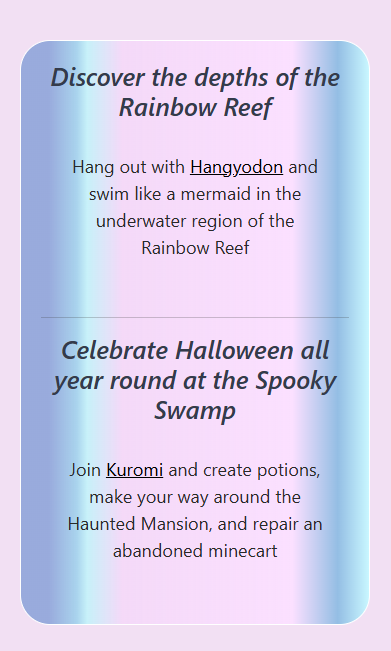 Discover the depths of the
Rainbow Reef
Hang out with Hangyodon and
swim like a mermaid in the
underwater region of the
Rainbow Reef
Celebrate Halloween all
year round at the Spooky
Swamp
Join Kuromi and create potions,
make your way around the
Haunted Mansion, and repair an
abandoned minecart